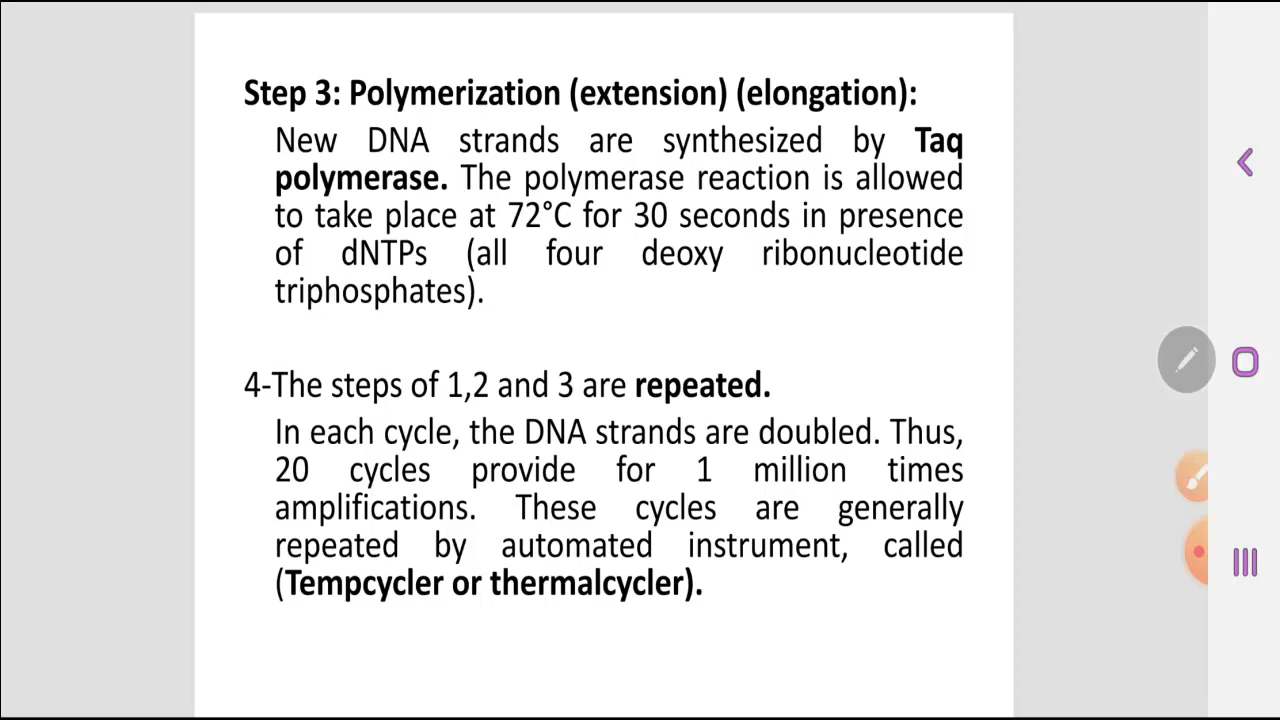 Step 3: Polymerization (extension) (elongation):
New DNA strands are synthesized by Taq
polymerase. The polymerase reaction is allowed
to take place at 72°C for 30 seconds in presence
of dNTPs (all four deoxy ribonucleotide
triphosphates).
4-The steps of 1,2 and 3 are repeated.
In each cycle, the DNA strands are doubled. Thus,
20 cycles provide for 1 million times
amplifications. These cycles are generally
repeated by automated instrument, called
(Tempcycler or thermalcycler).